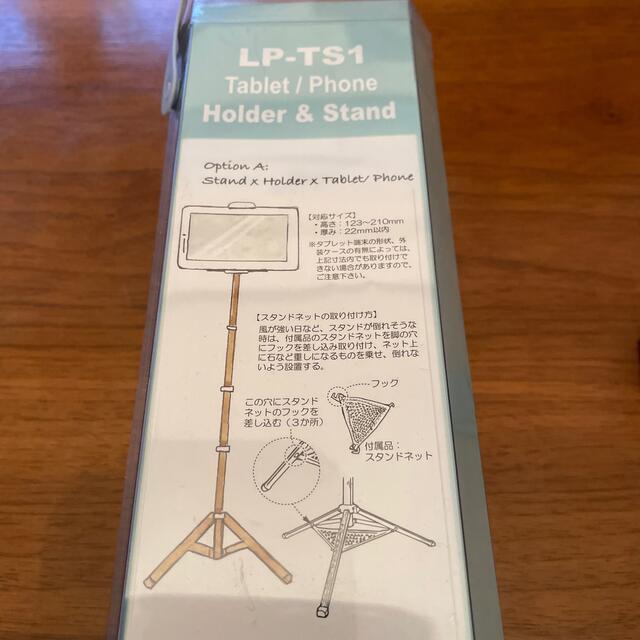 LP-TS1
Tablet / Phone
Holder & Stand
Option A:
Stand x Holder x Tablet/ Phone
【対応サイズ】
・高さ：123~210mm
・厚み：22mm以内
※タブレット端末の形状、外
装ケースの有無によっては、
上記寸法内でも取り付けで
きない場合がありますので、
ご注意下さい。
【スタンドネットの取り付け方】
風が強い日など、スタンドが倒れそうな
時は、付属品のスタンドネットを脚の穴
にフックを差し込み取り付け、ネット上
に石など重しになるものを乗せ、倒れな
いよう設置する。
フック
この穴にスタンド
ネットのフックを
差し込む（3か所）
付属品：
スタンドネット